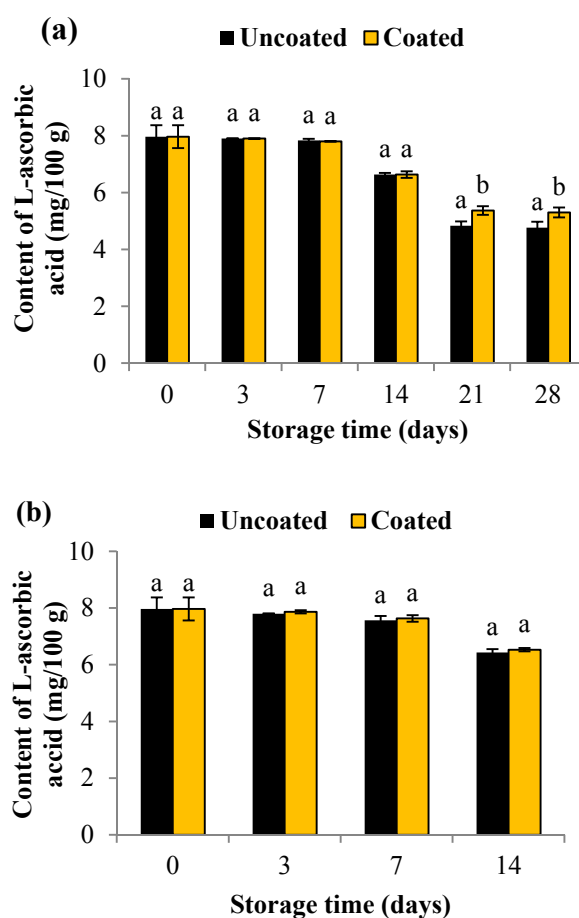 (a)
Uncoated Coated
Content of L-ascorbic
acid (mg/100 g)
10
8
6
4
2
0
a a a a a a a a a b a b
0 3 7 14 21 28
Storage time (days)
(b)
Uncoated Coated
Content of L-ascorbic
accid (mg/100 g)
10
8
6
4
2
0
a a a a a a a a
0 3 7 14
Storage time (days)